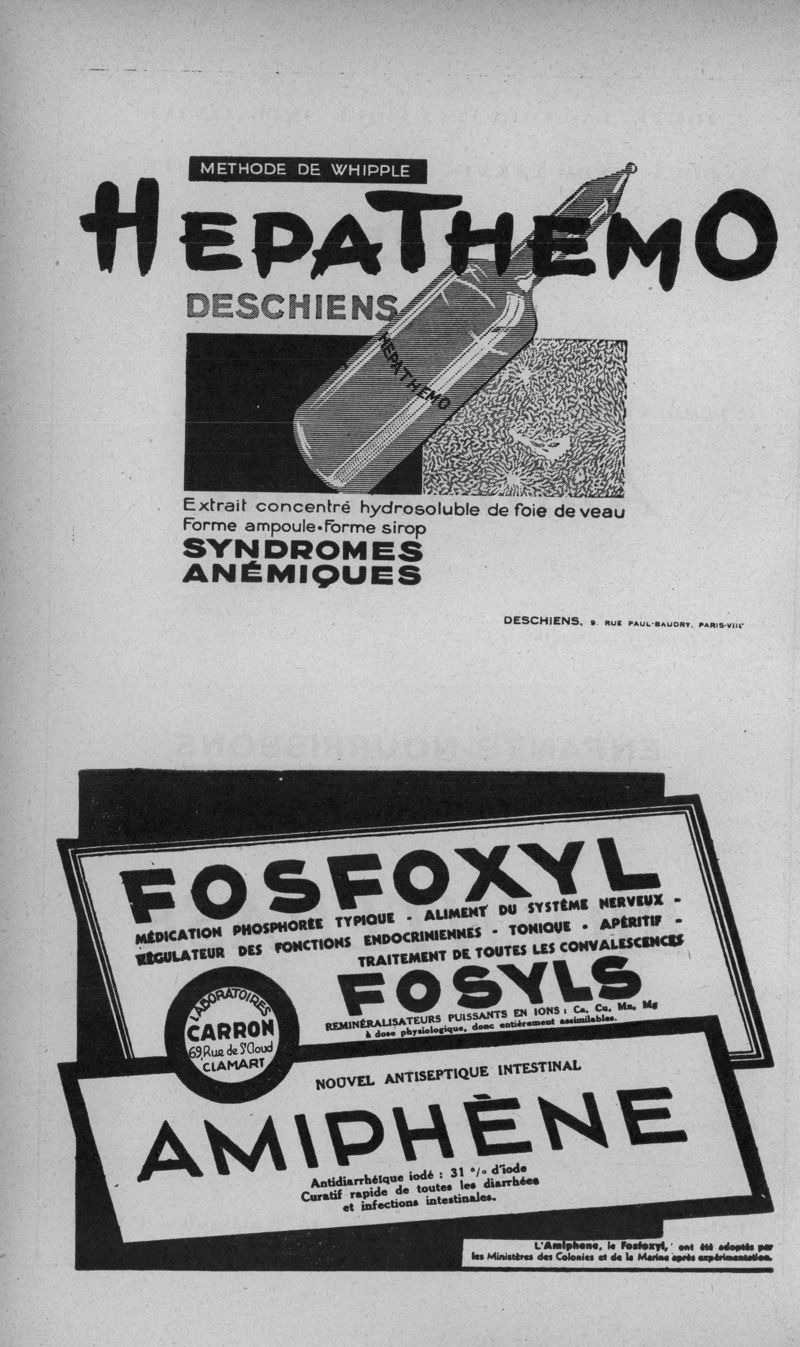 METHODE DE WHIPPLE
HEPATHEMO
DESCHIENS
HEPATHEMO
Extrait concentré hydrosoluble de foie de veau
Forme ampoule•Forme sirop
SYNDROMES
ANÉMIQUES
DESCHIENS, 9, RUE PAUL-BAUDRY, PARIS-VIIIᵉ
FOSFOXYL
MÉDICATION PHOSPHORÉE TYPIQUE - ALIMENT DU SYSTÈME NERVEUX -
RÉGULATEUR DES FONCTIONS ENDOCRINIENNES - TONIQUE - APÉRITIF -
TRAITEMENT DE TOUTES LES CONVALESCENCES
FOSYLS
REMINÉRALISATEURS PUISSANTS EN IONS : Ca, Cu, Mn, Mg
à dose physiologique, donc entièrement assimilables.
LABORATOIRES
CARRON
69, Rue de St Cloud
CLAMART
NOUVEL ANTISEPTIQUE INTESTINAL
AMIPHÈNE
Antidiarrhéique iodé : 31 °/o d'iode
Curatif rapide de toutes les diarrhées
et infections intestinales.
L'Amiphene, le Fosfoxyl, ont été adoptés par
les Ministères des Colonies et de la Marine après expérimentation.